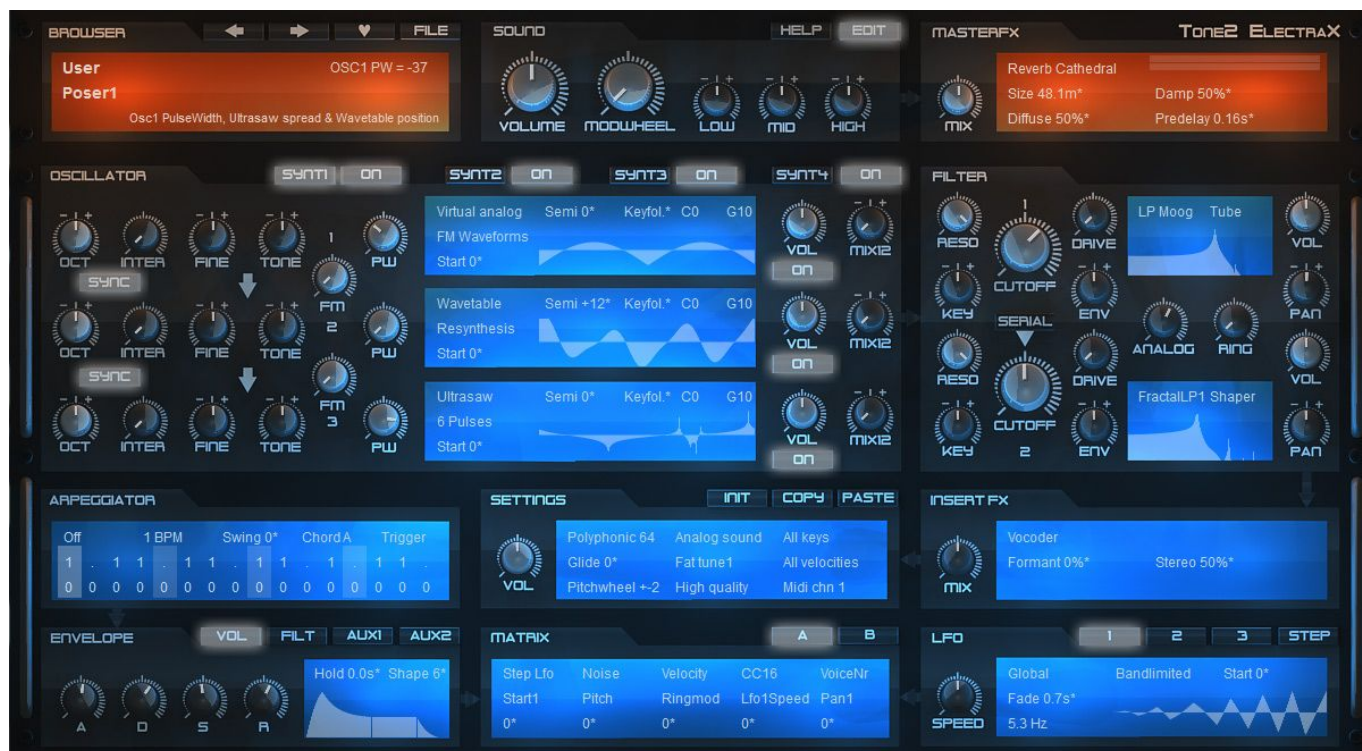 BROWSER FILE
User OSC1 PW = -37
Poser1
Osc1 PulseWidth, Ultrasaw spread & Wavetable position
SOUND HELP EDIT
VOLUME MODWHEEL LOW MID HIGH
MASTERFX Tone2 ElectraX
MIX
Reverb Cathedral
Size 48.1m* Damp 50%*
Diffuse 50%* Predelay 0.16s*
OSCILLATOR SYNT1 ON SYNT2 ON SYNT3 ON SYNT4 ON
OCT INTER FINE TONE 1 FM PW
Virtual analog Semi 0* Keyfol.* C0 G10
FM Waveforms
Start 0*
VOL MIX12
ON
SYNC
OCT INTER FINE TONE 2 FM PW
Wavetable Semi +12* Keyfol.* C0 G10
Resynthesis
Start 0*
VOL MIX12
ON
SYNC
OCT INTER FINE TONE 3 PW
Ultrasaw Semi 0* Keyfol.* C0 G10
6 Pulses
Start 0*
VOL MIX12
ON
FILTER
RESO 1 CUTOFF DRIVE
LP Moog Tube
VOL
KEY ENV PAN
SERIAL
ANALOG RING
RESO CUTOFF DRIVE VOL
FractalLP1 Shaper
KEY 2 ENV PAN
ARPEGGIATOR
Off 1 BPM Swing 0* Chord A Trigger
1 . 1 1 . 1 1 . 1 1 . 1 . 1 . 1 1 .
0 0 0 0 0 0 0 0 0 0 0 0 0 0 0 0
SETTINGS INIT COPY PASTE
VOL
Polyphonic 64 Analog sound All keys
Glide 0* Fat tune1 All velocities
Pitchwheel +-2 High quality Midi chn 1
INSERT FX
MIX
Vocoder
Formant 0%* Stereo 50%*
ENVELOPE VOL FILT AUX1 AUX2
A D S R
Hold 0.0s* Shape 6*
MATRIX A B
Step Lfo Noise Velocity CC16 VoiceNr
Start1 Pitch Ringmod Lfo1Speed Pan1
0* 0* 0* 0* 0*
LFO 1 2 3 STEP
SPEED
Global Bandlimited Start 0*
Fade 0.7s*
5.3 Hz